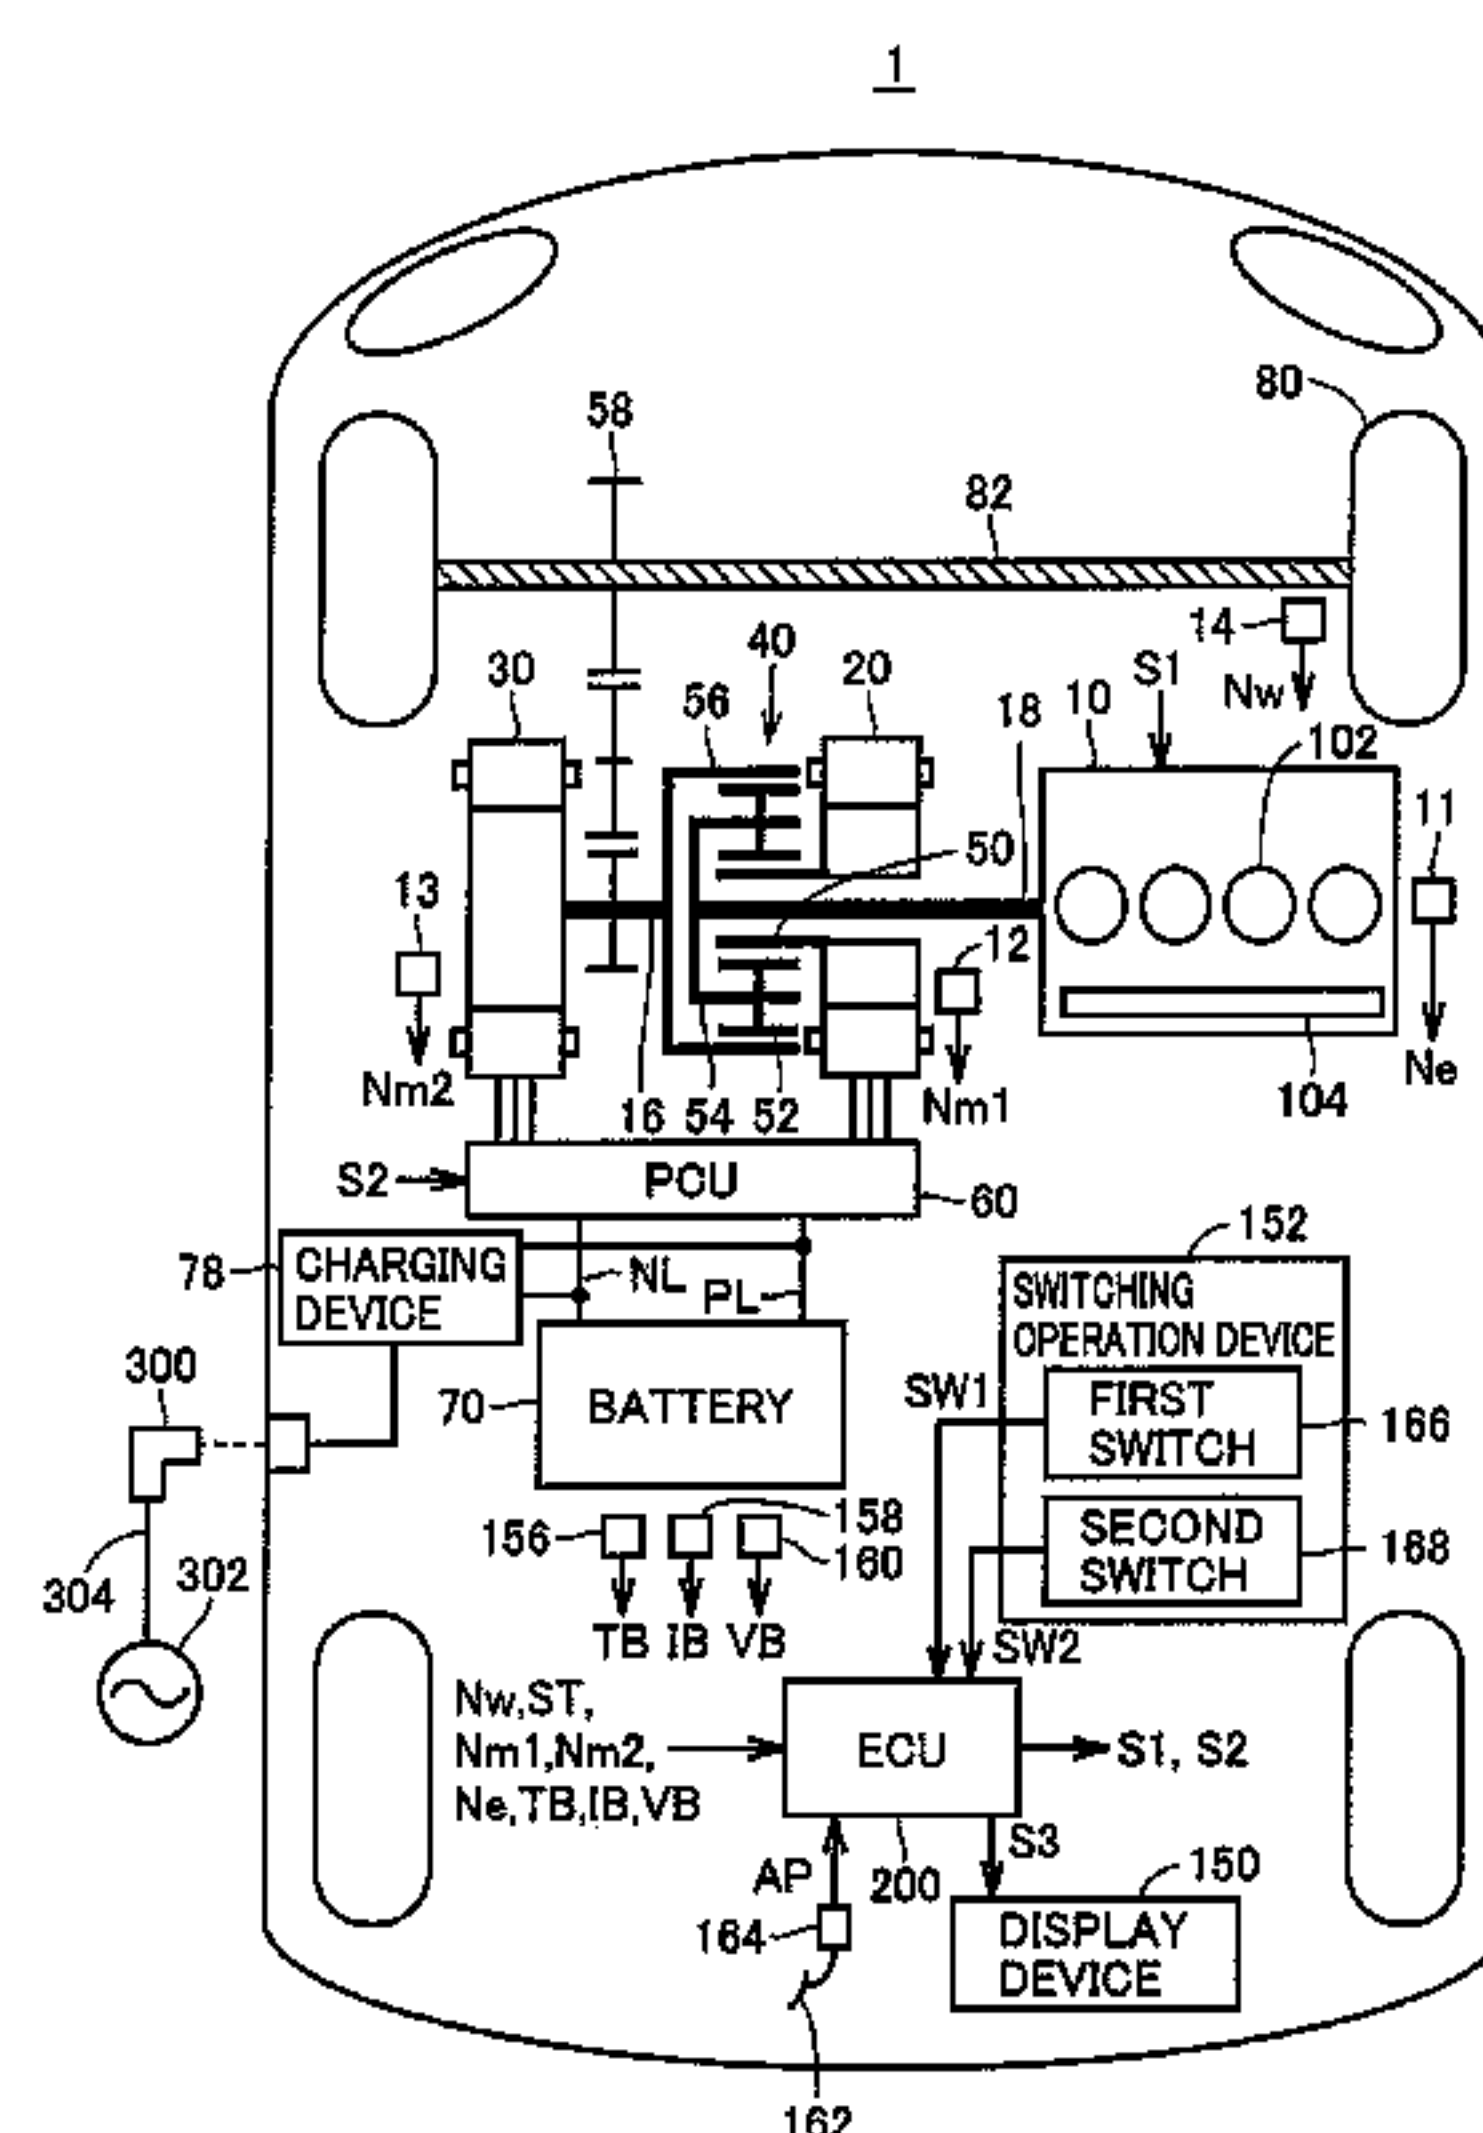 1
80
58
82
14
Nw
40
30
20
S1
56
18
10
102
11
50
13
12
Nm2
16
54
52
Nm1
104
Ne
S2
PCU
60
152
78
CHARGING
DEVICE
NL
PL
SWITCHING
OPERATION DEVICE
300
70
BATTERY
SW1
FIRST
SWITCH
166
156
158
160
SECOND
SWITCH
168
304
302
TB
IB
VB
SW2
Nw,ST,
Nm1,Nm2,
Ne,TB,IB,VB
ECU
S1, S2
S3
AP
200
150
164
DISPLAY
DEVICE
162